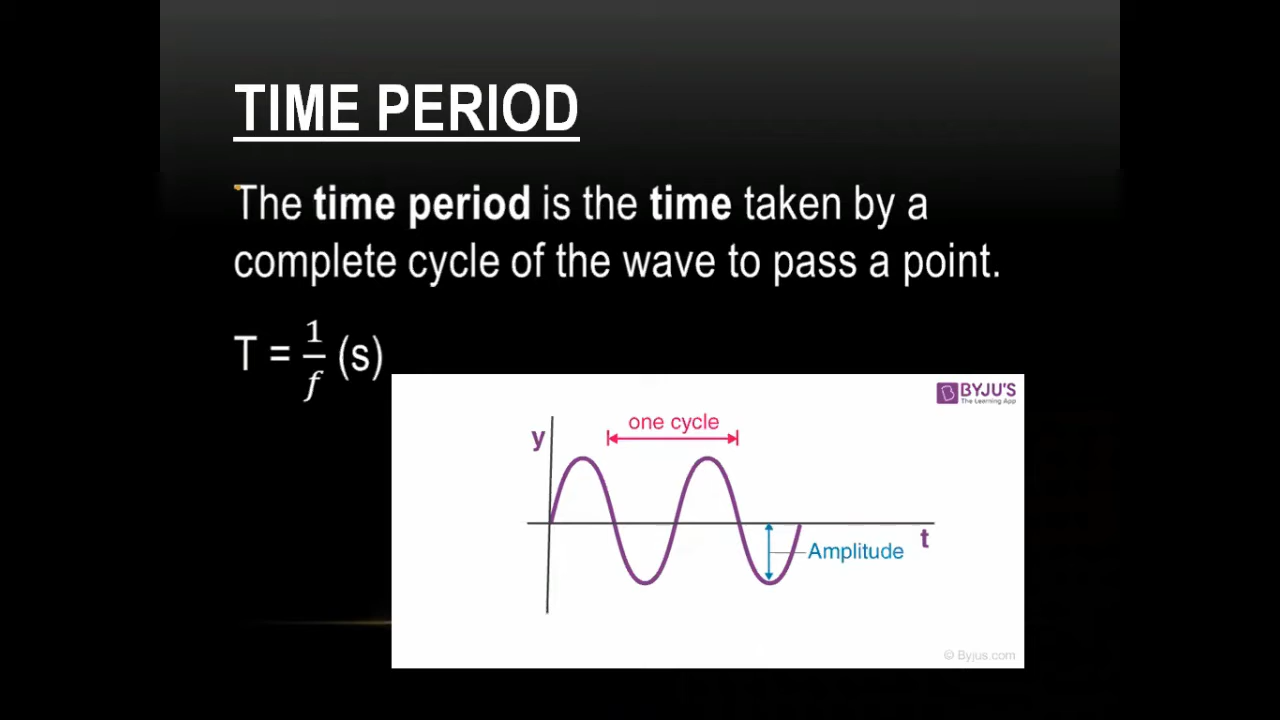 TIME PERIOD
The time period is the time taken by a
complete cycle of the wave to pass a point.
T = 1/f (s)
BYJU'S
The Learning App
one cycle
y
t
Amplitude
© Byjus.com